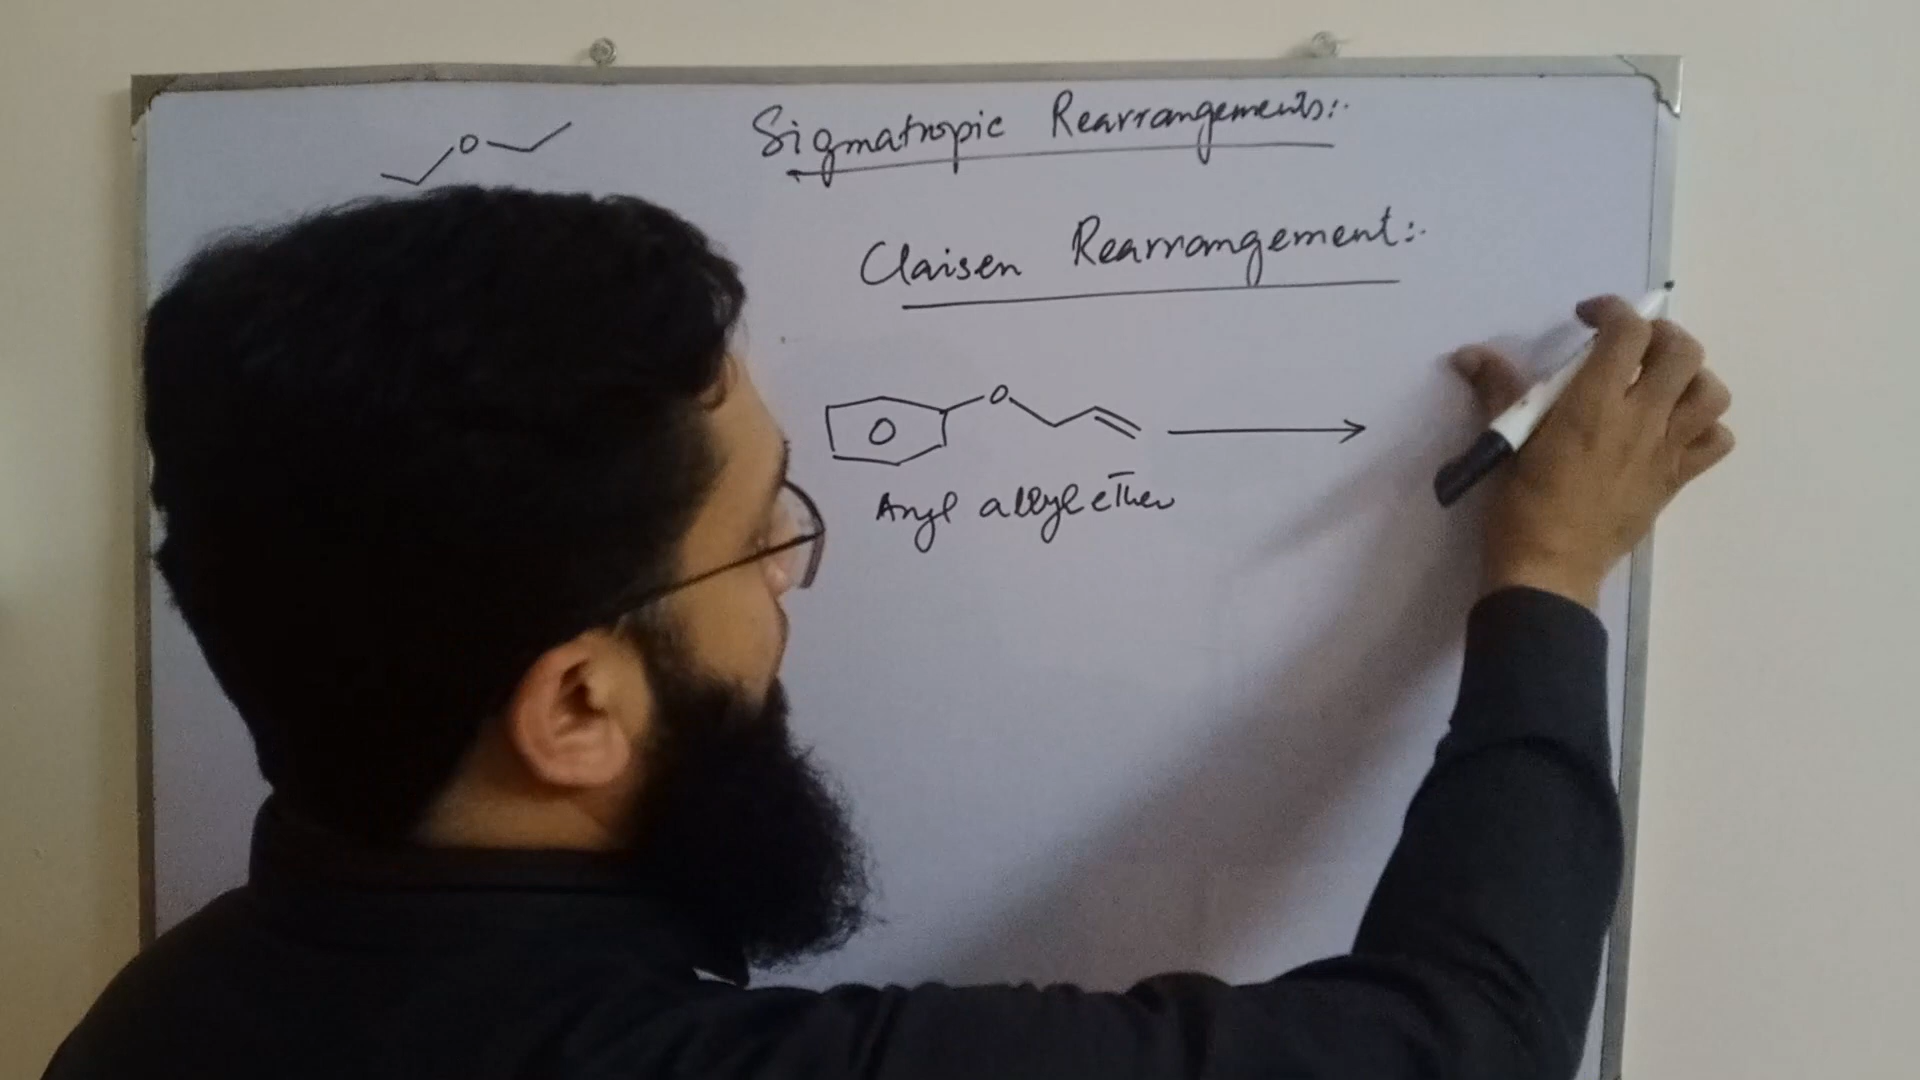 O
Sigmatropic Rearrangements:.
Claisen Rearrangement:.
O
O
Aryl allyl ether